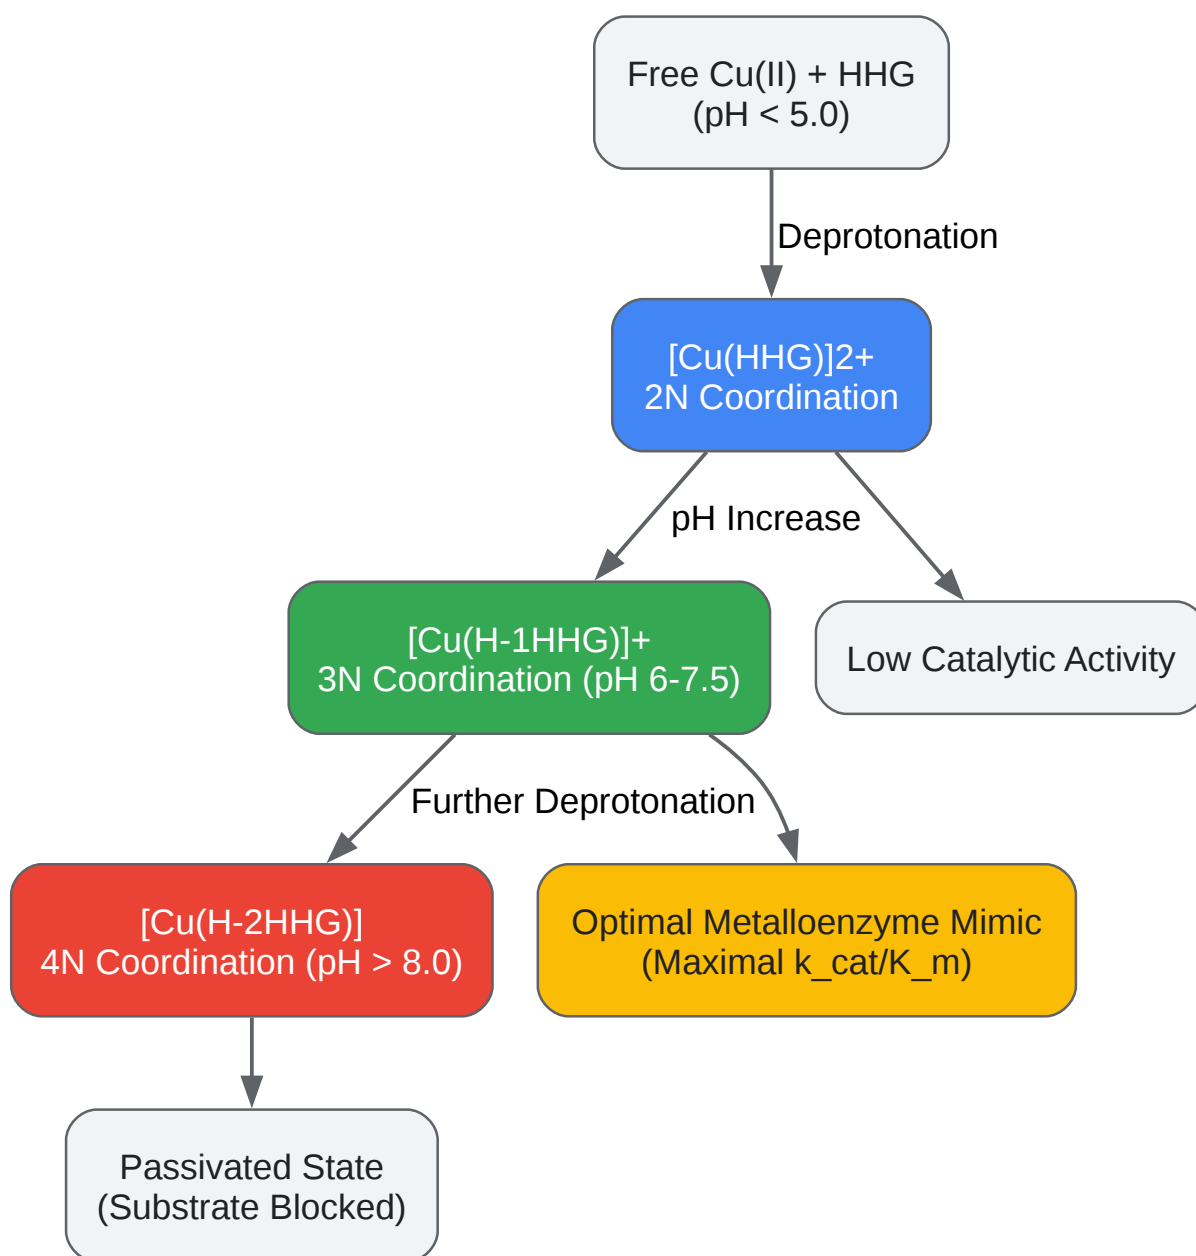 Free Cu(II) + HHG
(pH < 5.0)
Deprotonation
[Cu(HHG)]2+
2N Coordination
pH Increase
[Cu(H-1HHG)]+
3N Coordination (pH 6-7.5)
Low Catalytic Activity
Further Deprotonation
[Cu(H-2HHG)]
4N Coordination (pH > 8.0)
Optimal Metalloenzyme Mimic
(Maximal k_cat/K_m)
Passivated State
(Substrate Blocked)